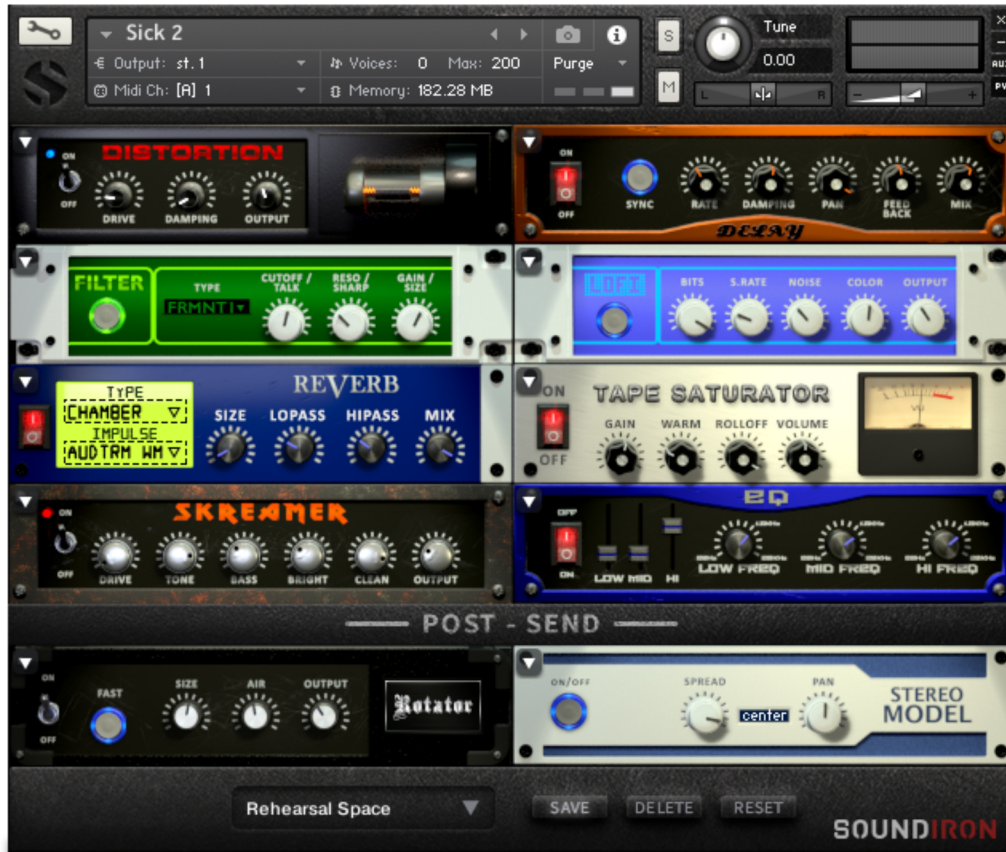 Sick 2
Output: st.1
Voices: 0 Max: 200
Purge
Midi Ch: [A] 1
Memory: 182.28 MB
S
M
Tune
0.00
L R
- +
AUX
PV
DISTORTION
ON
OFF
DRIVE DAMPING OUTPUT
ON
OFF
SYNC RATE DAMPING PAN FEED BACK MIX
DELAY
FILTER
TYPE
FRMNT1
CUTOFF / TALK
RESO / SHARP
GAIN / SIZE
LOFI
BITS S.RATE NOISE COLOR OUTPUT
TYPE
CHAMBER
IMPULSE
AUDTRM WM
REVERB
SIZE LOPASS HIPASS MIX
ON
OFF
TAPE SATURATOR
GAIN WARM ROLLOFF VOLUME
VU
SKREAMER
ON
OFF
DRIVE TONE BASS BRIGHT CLEAN OUTPUT
EQ
OFF
ON
LOW MID HI
LOW FREQ MID FREQ HI FREQ
POST - SEND
ON
OFF
FAST
SIZE AIR OUTPUT
Rotator
ON/OFF
SPREAD
center
PAN
STEREO
MODEL
Rehearsal Space
SAVE DELETE RESET
SOUNDIRON